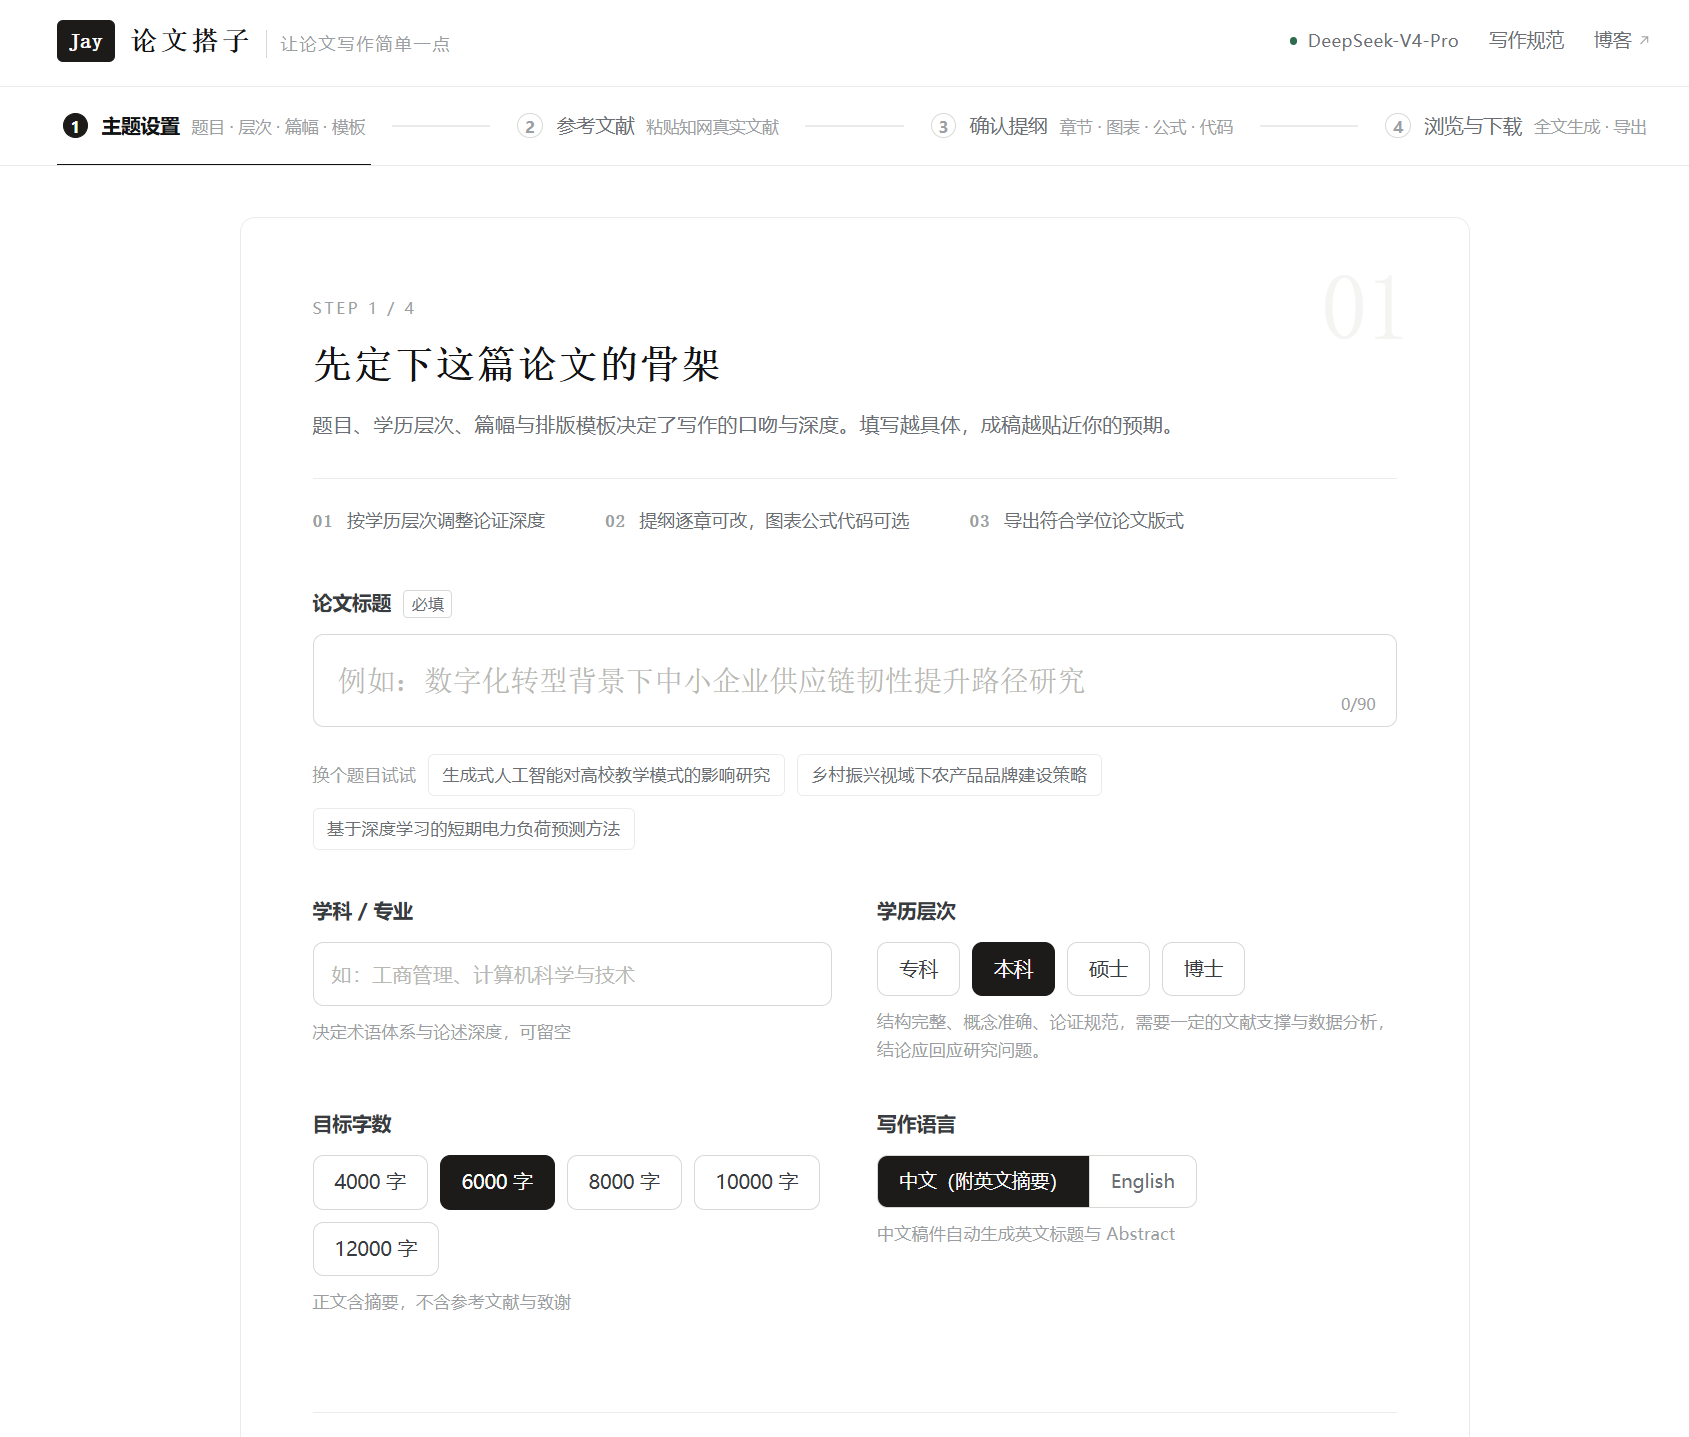 Jay 论文搭子 让论文写作简单一点 DeepSeek-V4-Pro 写作规范 博客 ↗
1 主题设置 题目 · 层次 · 篇幅 · 模板 2 参考文献 粘贴知网真实文献 3 确认提纲 章节 · 图表 · 公式 · 代码 4 浏览与下载 全文生成 · 导出
01
STEP 1 / 4
先定下这篇论文的骨架
题目、学历层次、篇幅与排版模板决定了写作的口吻与深度。填写越具体，成稿越贴近你的预期。
01 按学历层次调整论证深度 02 提纲逐章可改，图表公式代码可选 03 导出符合学位论文版式
论文标题 必填
例如：数字化转型背景下中小企业供应链韧性提升路径研究
0/90
换个题目试试 生成式人工智能对高校教学模式的影响研究 乡村振兴视域下农产品品牌建设策略
基于深度学习的短期电力负荷预测方法
学科 / 专业
如：工商管理、计算机科学与技术
决定术语体系与论述深度，可留空
学历层次
专科 本科 硕士 博士
结构完整、概念准确、论证规范，需要一定的文献支撑与数据分析，
结论应回应研究问题。
目标字数
4000 字 6000 字 8000 字 10000 字
12000 字
正文含摘要，不含参考文献与致谢
写作语言
中文（附英文摘要） English
中文稿件自动生成英文标题与 Abstract